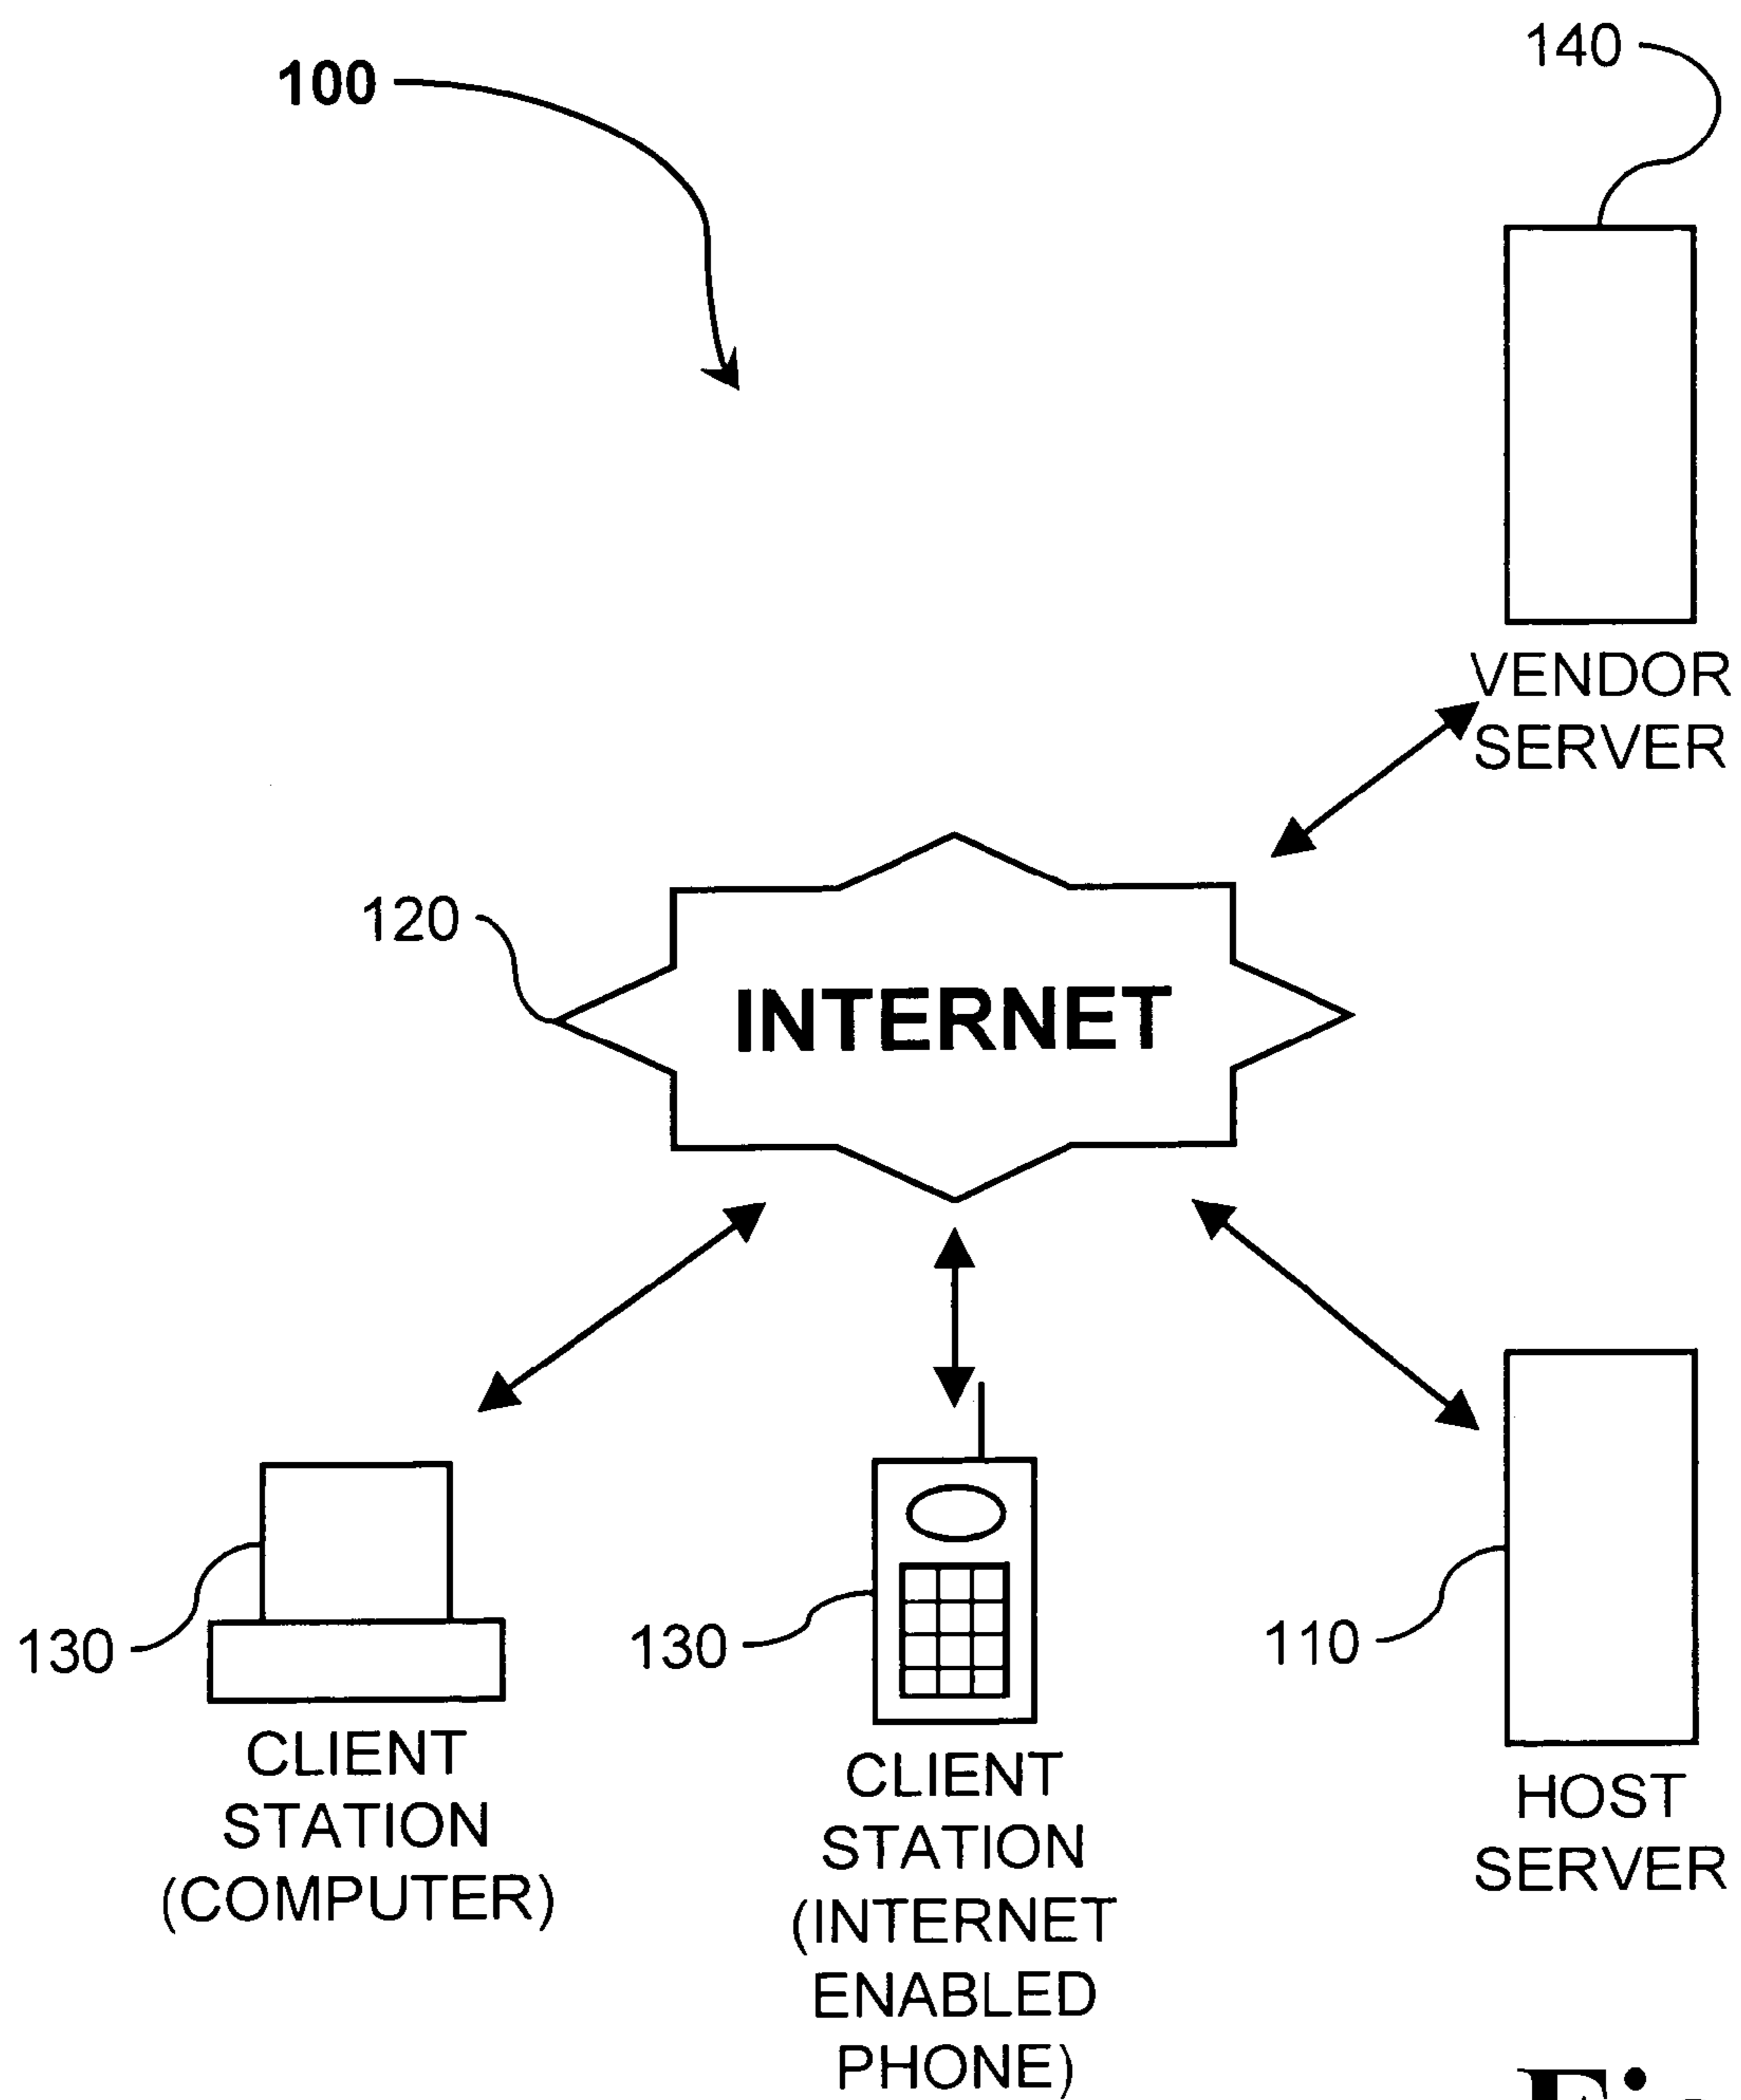 140
100
VENDOR
SERVER
120
INTERNET
130
130
110
CLIENT
STATION
(COMPUTER)
CLIENT
STATION
(INTERNET
ENABLED
PHONE)
HOST
SERVER